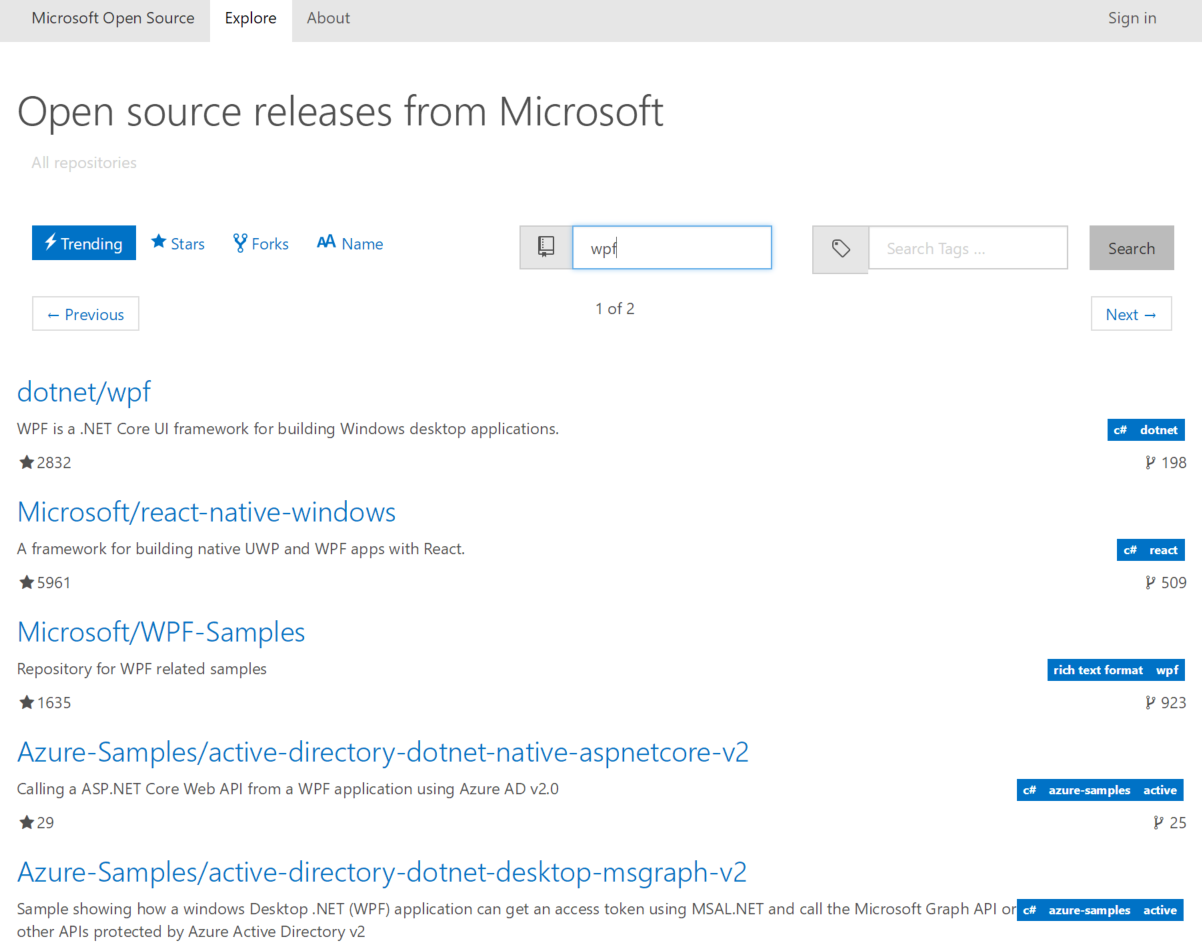 Microsoft Open Source Explore About Sign in
Open source releases from Microsoft
All repositories
Trending Stars Forks Name wpf Search Tags ... Search
← Previous 1 of 2 Next →
dotnet/wpf
WPF is a .NET Core UI framework for building Windows desktop applications. c# dotnet
2832 198
Microsoft/react-native-windows
A framework for building native UWP and WPF apps with React. c# react
5961 509
Microsoft/WPF-Samples
Repository for WPF related samples rich text format wpf
1635 923
Azure-Samples/active-directory-dotnet-native-aspnetcore-v2
Calling a ASP.NET Core Web API from a WPF application using Azure AD v2.0 c# azure-samples active
29 25
Azure-Samples/active-directory-dotnet-desktop-msgraph-v2
Sample showing how a windows Desktop .NET (WPF) application can get an access token using MSAL.NET and call the Microsoft Graph API or c# azure-samples active
other APIs protected by Azure Active Directory v2